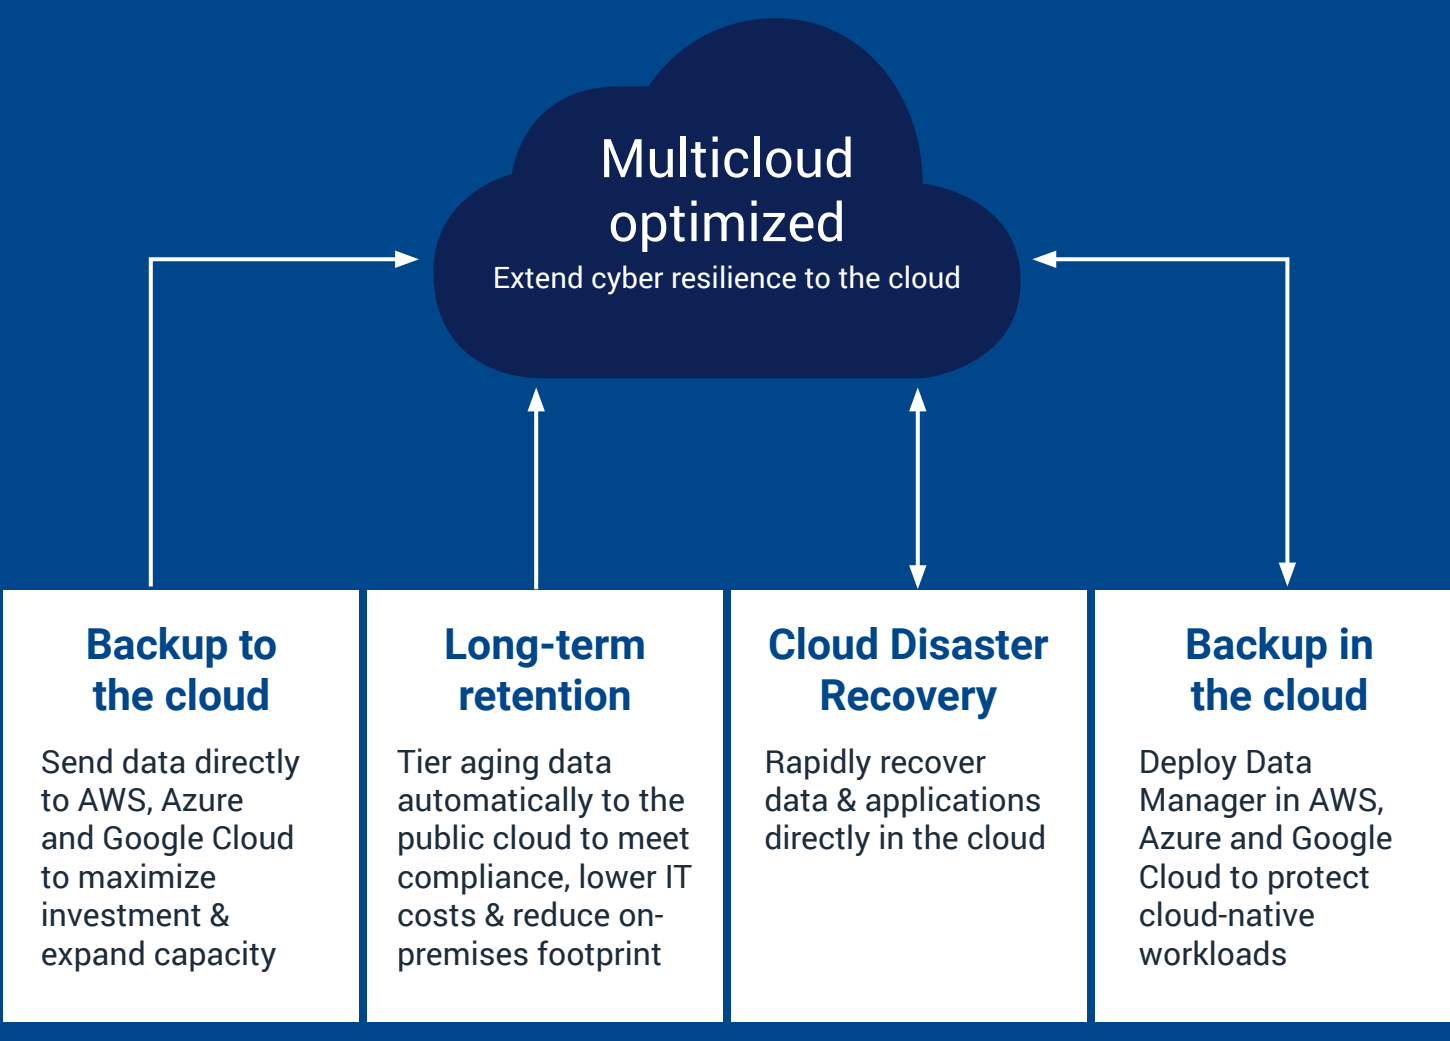 Multicloud
optimized
Extend cyber resilience to the cloud
Backup to
the cloud
Send data directly
to AWS, Azure
and Google Cloud
to maximize
investment &
expand capacity
Long-term
retention
Tier aging data
automatically to the
public cloud to meet
compliance, lower IT
costs & reduce on-
premises footprint
Cloud Disaster
Recovery
Rapidly recover
data & applications
directly in the cloud
Backup in
the cloud
Deploy Data
Manager in AWS,
Azure and Google
Cloud to protect
cloud-native
workloads